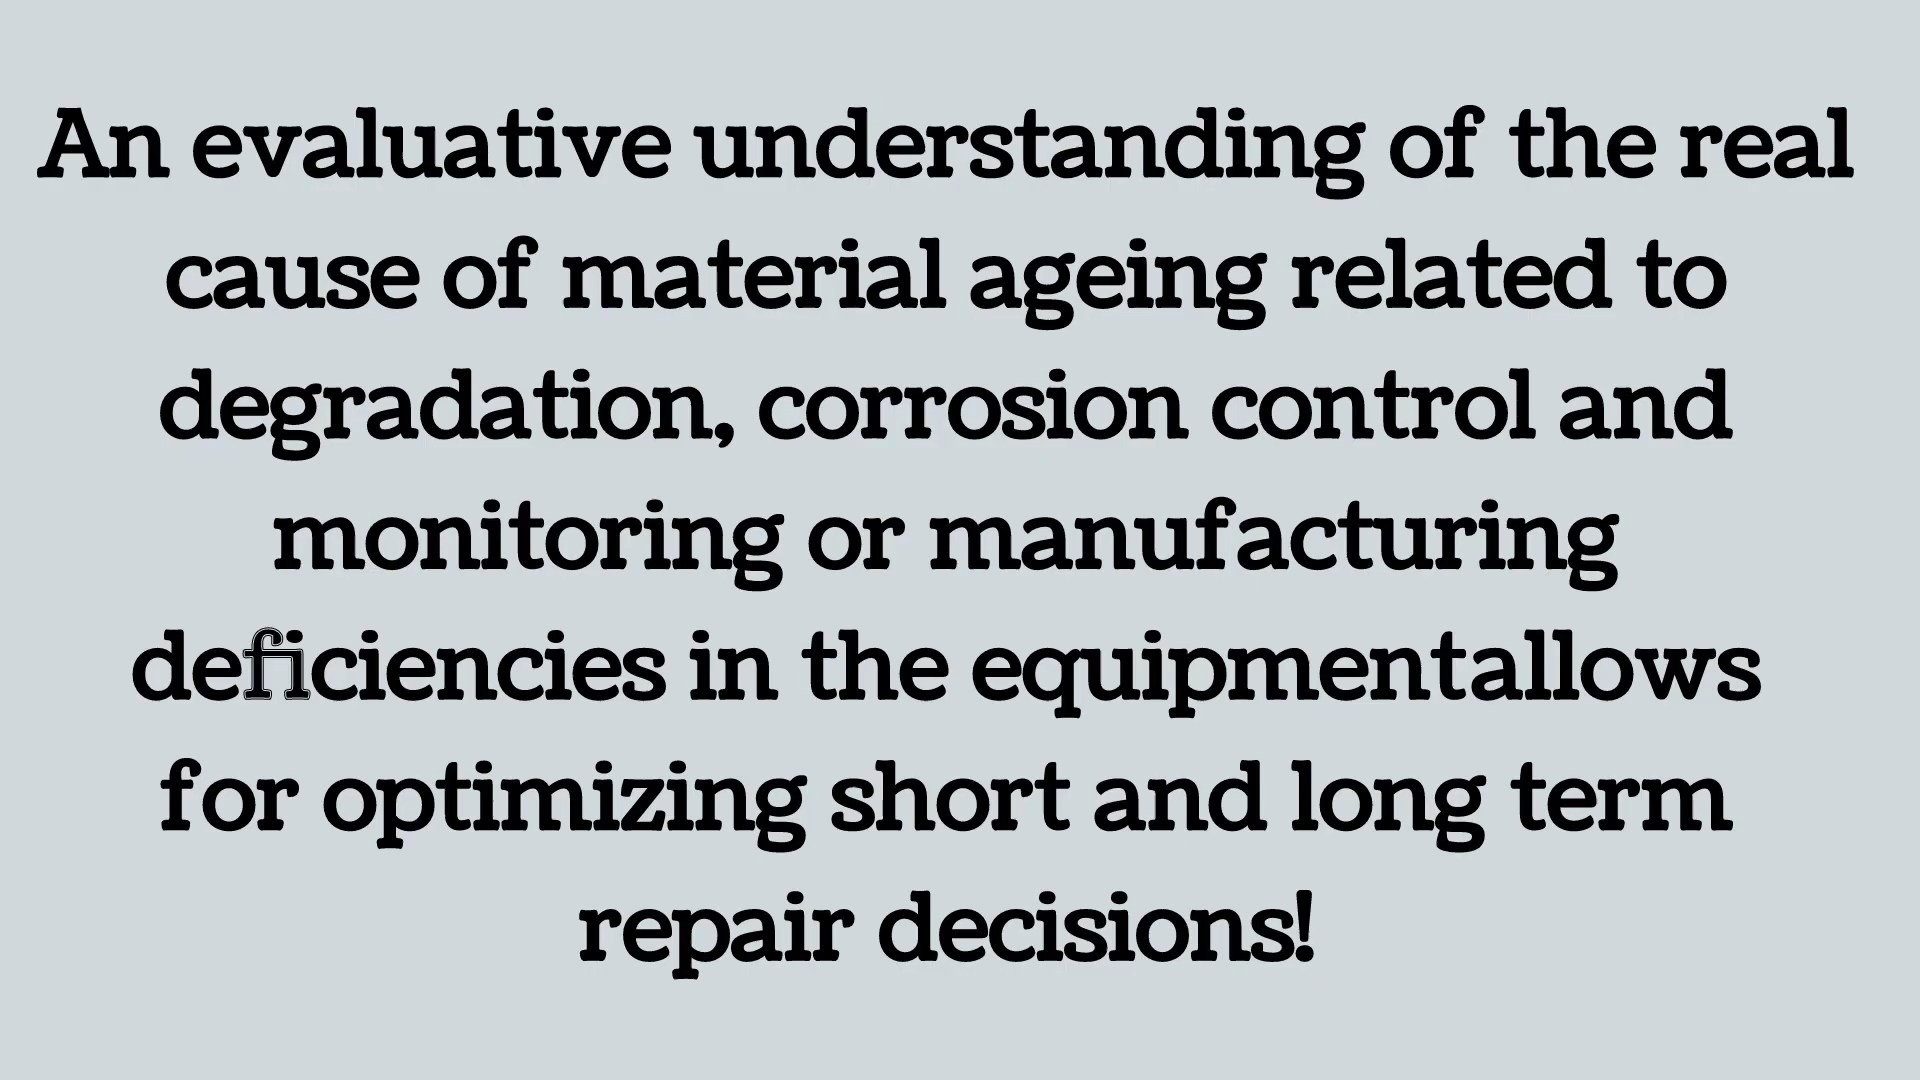 An evaluative understanding of the real
cause of material ageing related to
degradation, corrosion control and
monitoring or manufacturing
deficiencies in the equipmentallows
for optimizing short and long term
repair decisions!